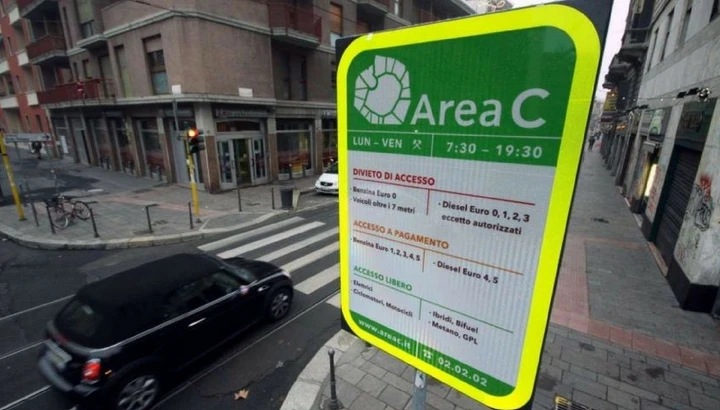 Area C
LUN – VEN 7:30 – 19:30
DIVIETO DI ACCESSO
· Benzina Euro 0
· Veicoli oltre i 7 metri
· Diesel Euro 0, 1, 2, 3
eccetto autorizzati
ACCESSO A PAGAMENTO
· Benzina Euro 1, 2, 3, 4, 5
· Diesel Euro 4, 5
ACCESSO LIBERO
· Elettrici
· Ciclomotori, Motocicli
· Ibridi, Bifuel
· Metano, GPL
www.areac.it 02.02.02